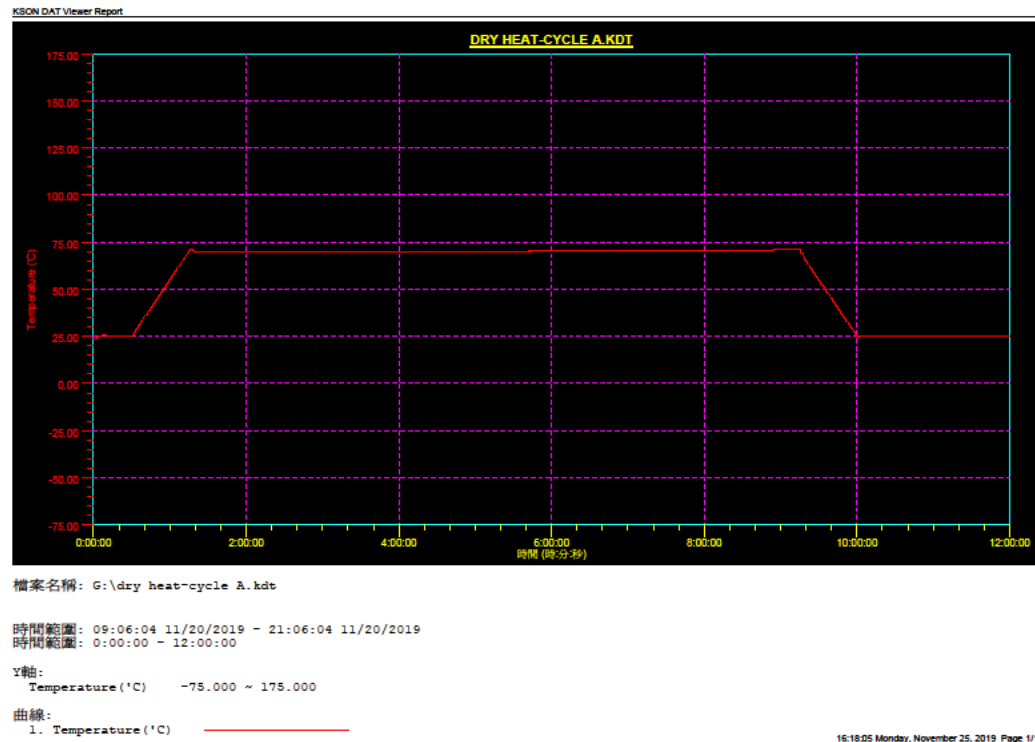 KSON DAT Viewer Report
DRY HEAT-CYCLE A.KDT
175.00
150.00
125.00
100.00
75.00
50.00
25.00
0.00
-25.00
-50.00
-75.00
Temperature (°C)
0:00:00 2:00:00 4:00:00 6:00:00 8:00:00 10:00:00 12:00:00
時間 (時:分:秒)
檔案名稱: G:\dry heat-cycle A.kdt
時間範圍: 09:06:04 11/20/2019 - 21:06:04 11/20/2019
時間範圍: 0:00:00 - 12:00:00
Y軸:
Temperature('C) -75.000 ~ 175.000
曲線:
1. Temperature('C)
16:18:05 Monday, November 25, 2019 Page 1/